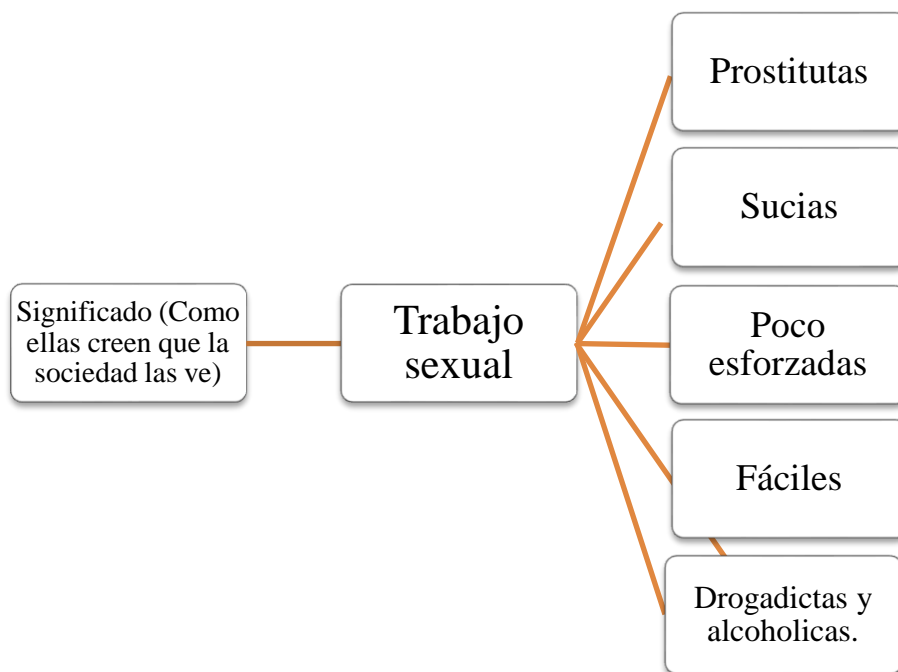 Significado (Como
ellas creen que la
sociedad las ve)
Trabajo
sexual
Prostitutas
Sucias
Poco
esforzadas
Fáciles
Drogadictas y
alcoholicas.